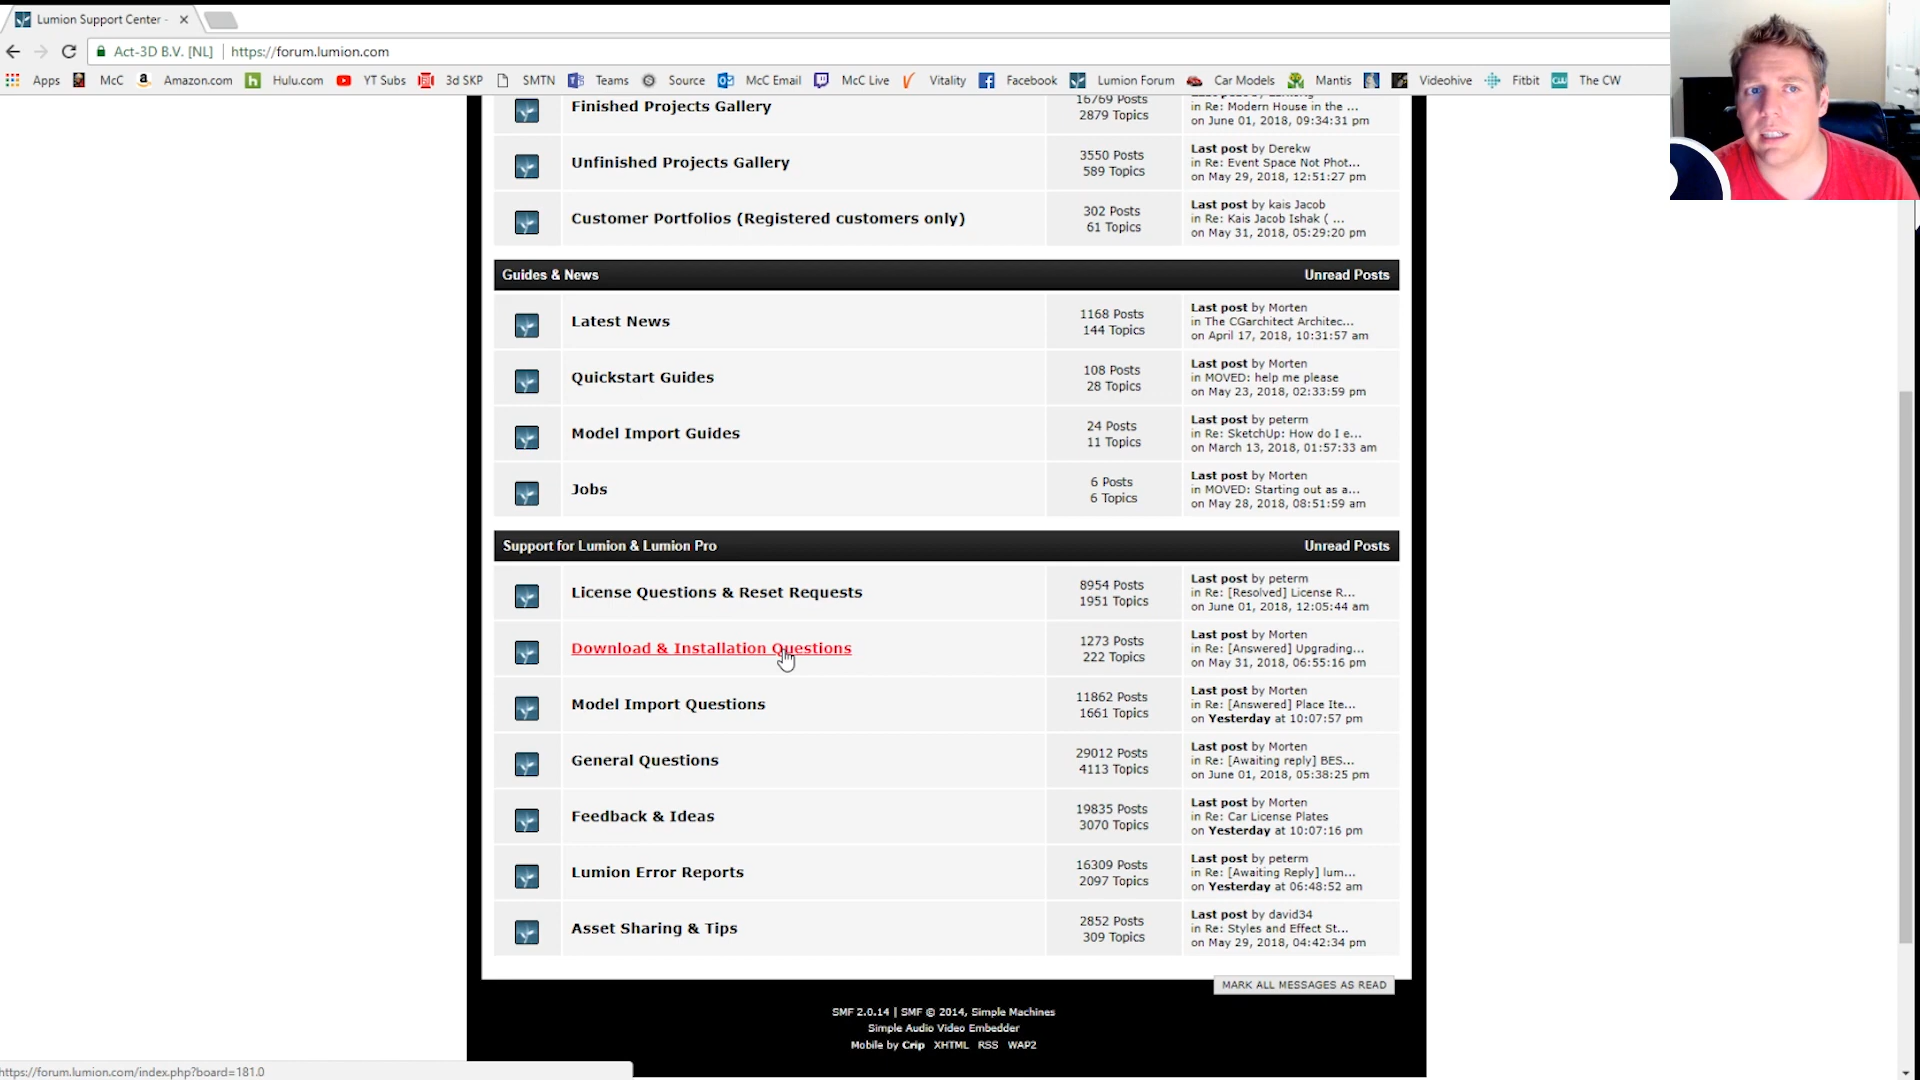 Lumion Support Center -
Act-3D B.V. [NL] https://forum.lumion.com
Apps McC Amazon.com Hulu.com YT Subs 3d SKP SMTN Teams Source McC Email McC Live Vitality Facebook Lumion Forum Car Models Mantis Videohive Fitbit The CW
Finished Projects Gallery
16769 Posts
2879 Topics
in Re: Modern House in the ...
on June 01, 2018, 09:34:31 pm
Unfinished Projects Gallery
3550 Posts
589 Topics
Last post by Derekw
in Re: Event Space Not Phot...
on May 29, 2018, 12:51:27 pm
Customer Portfolios (Registered customers only)
302 Posts
61 Topics
Last post by kais Jacob
in Re: Kais Jacob Ishak ( ...
on May 31, 2018, 05:29:20 pm
Guides & News Unread Posts
Latest News
1168 Posts
144 Topics
Last post by Morten
in The CGarchitect Architec...
on April 17, 2018, 10:31:57 am
Quickstart Guides
108 Posts
28 Topics
Last post by Morten
in MOVED: help me please
on May 23, 2018, 02:33:59 pm
Model Import Guides
24 Posts
11 Topics
Last post by peterm
in Re: SketchUp: How do I e...
on March 13, 2018, 01:57:33 am
Jobs
6 Posts
6 Topics
Last post by Morten
in MOVED: Starting out as a...
on May 28, 2018, 08:51:59 am
Support for Lumion & Lumion Pro Unread Posts
License Questions & Reset Requests
8954 Posts
1951 Topics
Last post by peterm
in Re: [Resolved] License R...
on June 01, 2018, 12:05:44 am
Download & Installation Questions
1273 Posts
222 Topics
Last post by Morten
in Re: [Answered] Upgrading...
on May 31, 2018, 06:55:16 pm
Model Import Questions
11862 Posts
1661 Topics
Last post by Morten
in Re: [Answered] Place Ite...
on Yesterday at 10:07:57 pm
General Questions
29012 Posts
4113 Topics
Last post by Morten
in Re: [Awaiting reply] BES...
on June 01, 2018, 05:38:25 pm
Feedback & Ideas
19835 Posts
3070 Topics
Last post by Morten
in Re: Car License Plates
on Yesterday at 10:07:16 pm
Lumion Error Reports
16309 Posts
2097 Topics
Last post by peterm
in Re: [Awaiting Reply] lum...
on Yesterday at 06:48:52 am
Asset Sharing & Tips
2852 Posts
309 Topics
Last post by david34
in Re: Styles and Effect St...
on May 29, 2018, 04:42:34 pm
MARK ALL MESSAGES AS READ
SMF 2.0.14 | SMF © 2014, Simple Machines
Simple Audio Video Embedder
Mobile by Crip XHTML RSS WAP2
https://forum.lumion.com/index.php?board=181.0